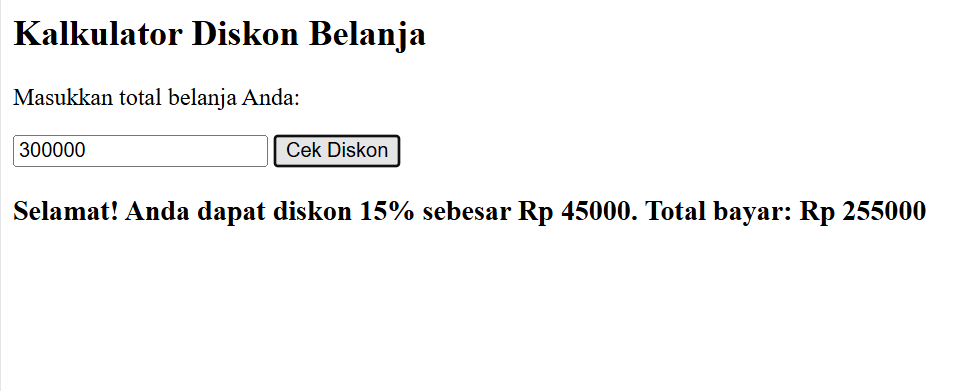 Kalkulator Diskon Belanja
Masukkan total belanja Anda:
300000 Cek Diskon
Selamat! Anda dapat diskon 15% sebesar Rp 45000. Total bayar: Rp 255000